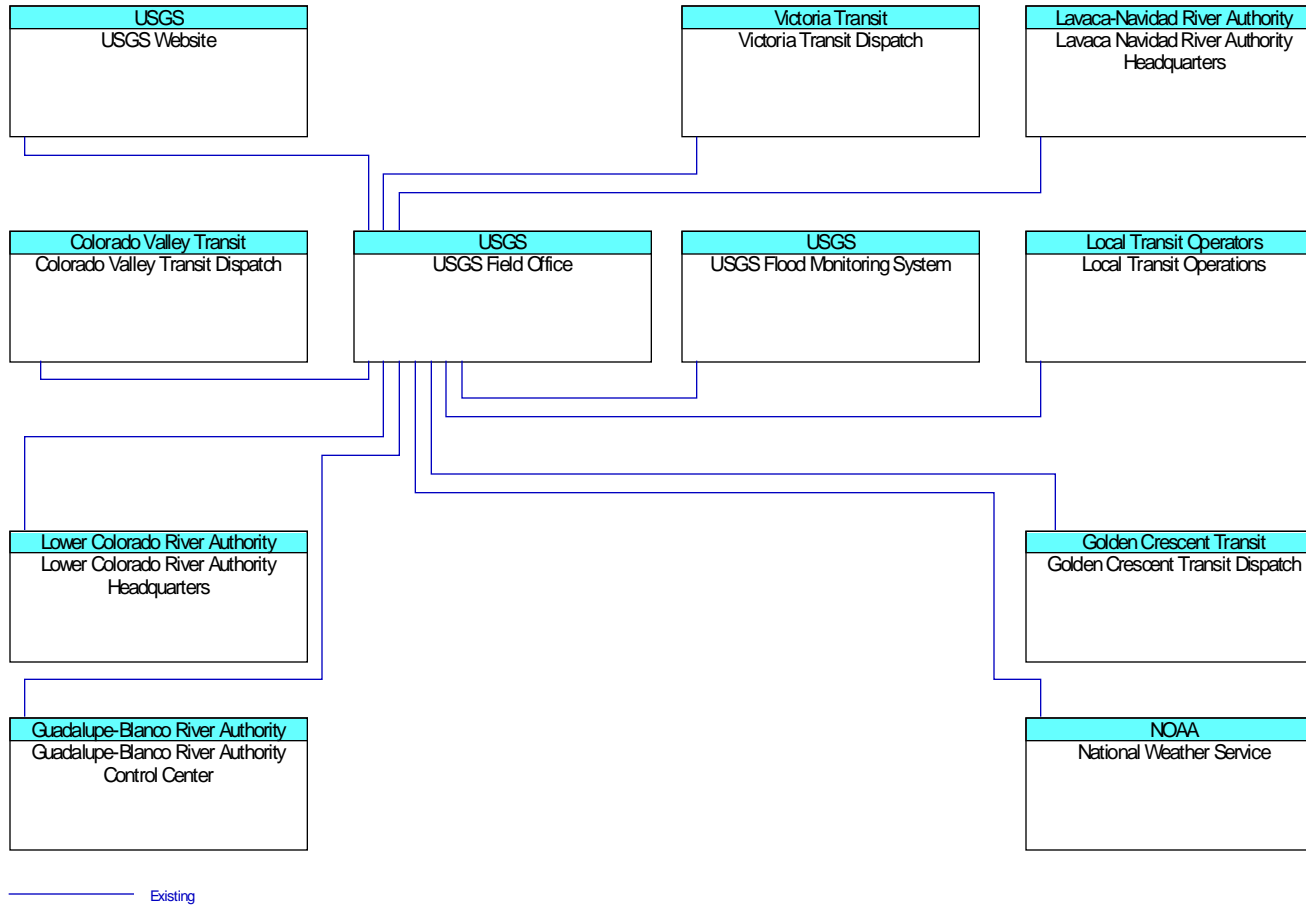 USGS
USGS Website
Victoria Transit
Victoria Transit Dispatch
Lavaca-Navidad River Authority
Lavaca Navidad River Authority
Headquarters
Colorado Valley Transit
Colorado Valley Transit Dispatch
USGS
USGS Field Office
USGS
USGS Flood Monitoring System
Local Transit Operators
Local Transit Operations
Lower Colorado River Authority
Lower Colorado River Authority
Headquarters
Golden Crescent Transit
Golden Crescent Transit Dispatch
Guadalupe-Blanco River Authority
Guadalupe-Blanco River Authority
Control Center
NOAA
National Weather Service
Existing